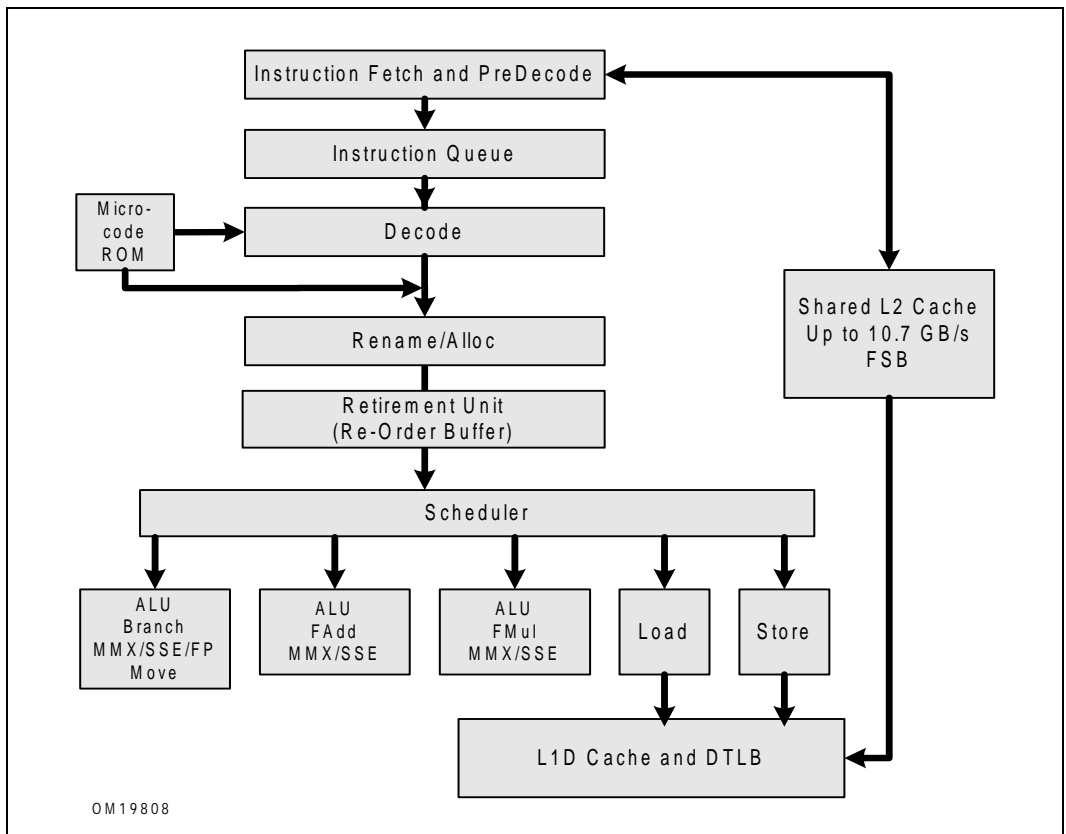 Instruction Fetch and PreDecode
Instruction Queue
Micro-
code
ROM
Decode
Shared L2 Cache
Up to 10.7 GB/s
FSB
Rename/Alloc
Retirement Unit
(Re-Order Buffer)
Scheduler
ALU
Branch
MMX/SSE/FP
Move
ALU
FAdd
MMX/SSE
ALU
FMul
MMX/SSE
Load
Store
L1D Cache and DTLB
OM19808